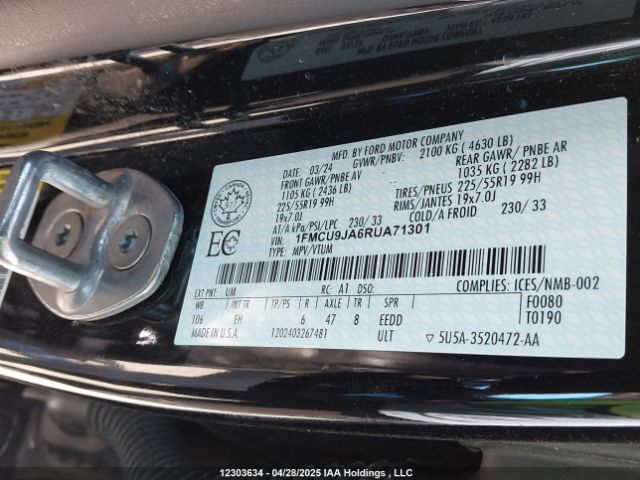 MFD. BY FORD MOTOR COMPANY
DATE: 03/24 GVWR/PNBV: 2100 KG ( 4630 LB)
FRONT GAWR/PNBE AV REAR GAWR/ PNBE AR
1105 KG ( 2436 LB) 1035 KG ( 2282 LB)
225/55R19 99H TIRES/PNEUS 225/55R19 99H
19x7.0J RIMS/JANTES 19x7.0J
AT/A kPa/PSI/LPC 230/ 33 COLD/A FROID 230/ 33
VIN: 1FMCU9JA6RUA71301
TYPE: MPV/VTUM
EC
EXT PNT: UM RC: A1 DSO: COMPLIES: ICES/NMB-002
WB INT TR TP/PS R AXLE TR SPR F0080
106 EH 6 47 8 EEDD T0190
MADE IN U.S.A. 1202403267481 ULT 5U5A-3520472-AA
12303634 - 04/28/2025 IAA Holdings, LLC